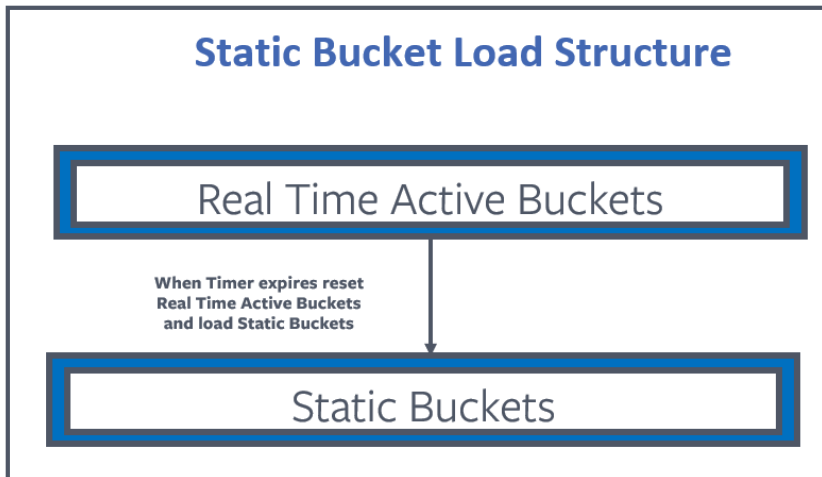 Static Bucket Load Structure
Real Time Active Buckets
When Timer expires reset
Real Time Active Buckets
and load Static Buckets
Static Buckets